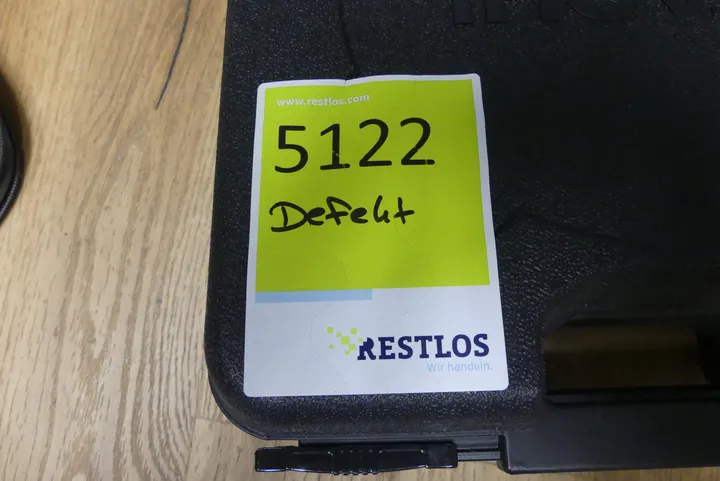 www.restlos.com
5122
Defekt
RESTLOS
Wir handeln.